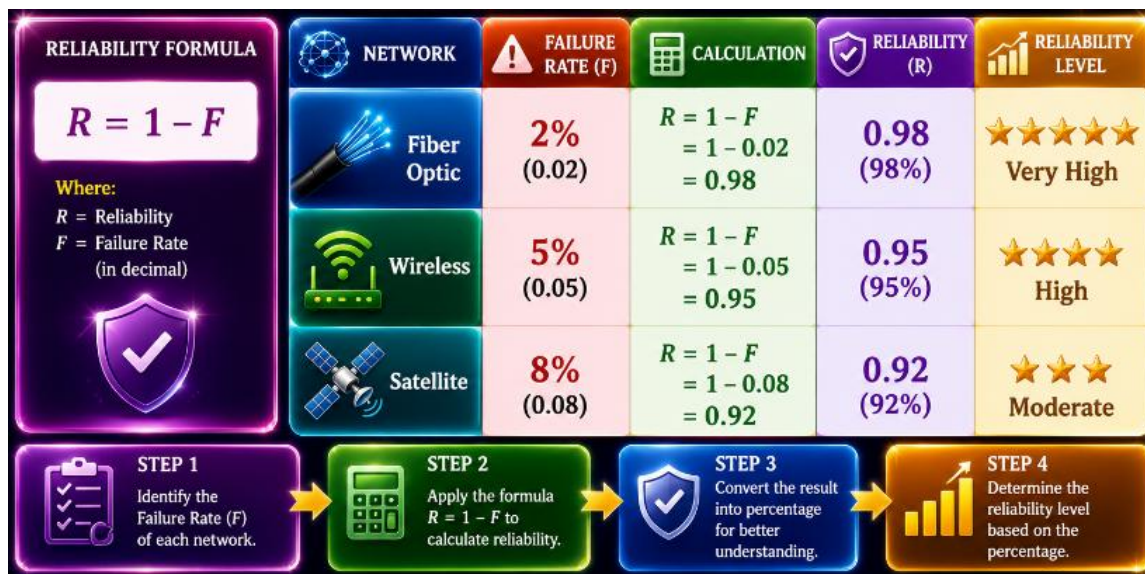 RELIABILITY FORMULA
R = 1 – F
Where:
R = Reliability
F = Failure Rate
(in decimal)
NETWORK
FAILURE
RATE (F)
CALCULATION
RELIABILITY
(R)
RELIABILITY
LEVEL
Fiber
Optic
2%
(0.02)
R = 1 – F
= 1 – 0.02
= 0.98
0.98
(98%)
Very High
Wireless
5%
(0.05)
R = 1 – F
= 1 – 0.05
= 0.95
0.95
(95%)
High
Satellite
8%
(0.08)
R = 1 – F
= 1 – 0.08
= 0.92
0.92
(92%)
Moderate
STEP 1
Identify the
Failure Rate (F)
of each network.
STEP 2
Apply the formula
R = 1 – F to
calculate reliability.
STEP 3
Convert the result
into percentage
for better
understanding.
STEP 4
Determine the
reliability level
based on the
percentage.